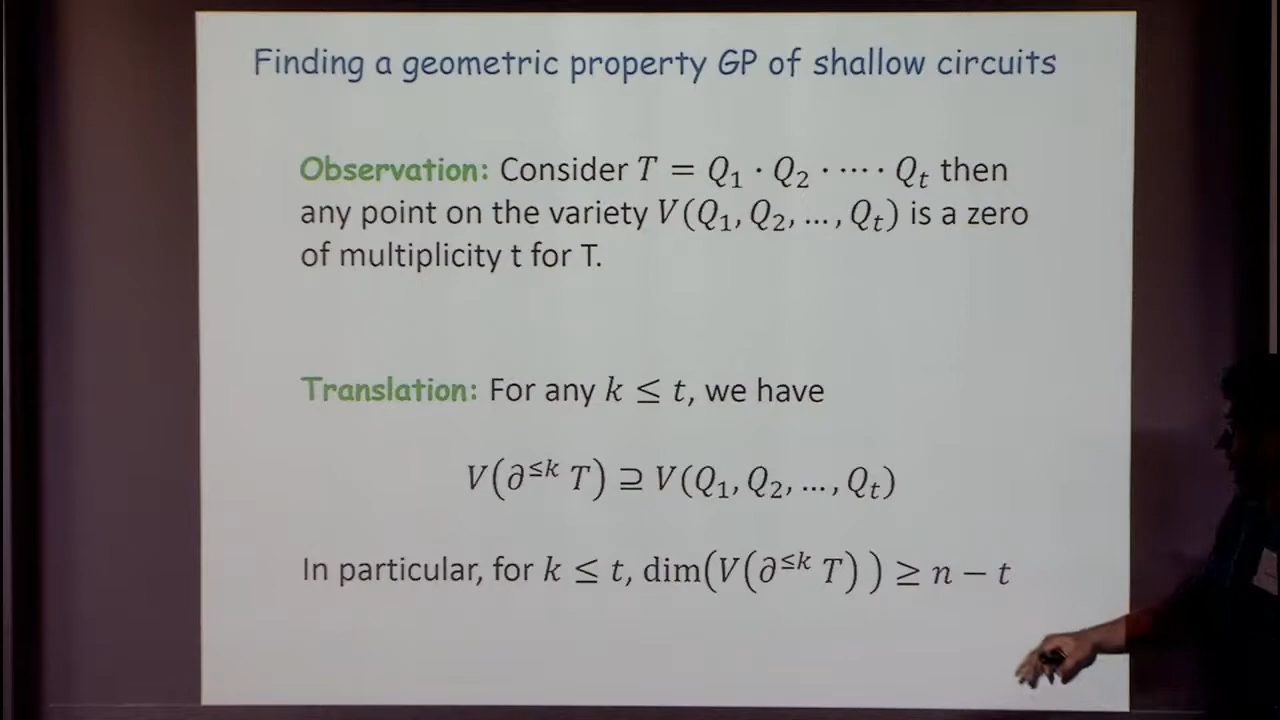 Finding a geometric property GP of shallow circuits
Observation: Consider T = Q₁ · Q₂ · ⋯ · Qₜ then
any point on the variety V(Q₁, Q₂, … , Qₜ) is a zero
of multiplicity t for T.
Translation: For any k ≤ t, we have
V(∂^{≤k} T) ⊇ V(Q₁, Q₂, … , Qₜ)
In particular, for k ≤ t, dim(V(∂^{≤k} T) ) ≥ n − t